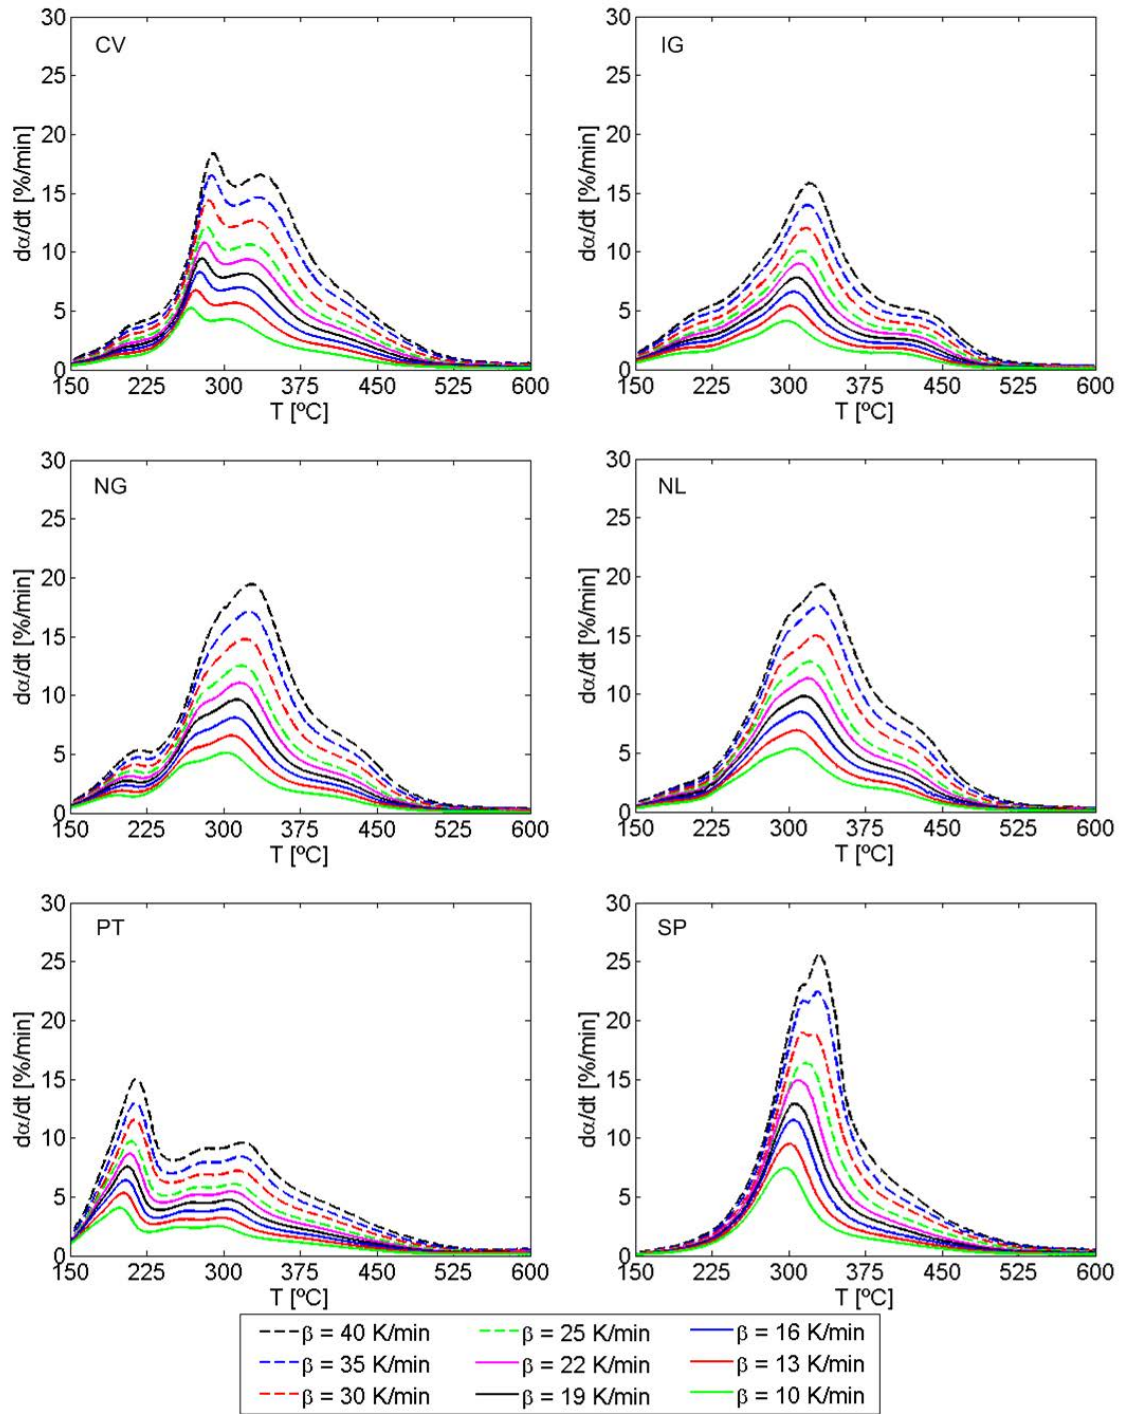 CV
30
25
20
15
10
5
0
dα/dt [%/min]
150 225 300 375 450 525 600
T [ºC]
IG
30
25
20
15
10
5
0
dα/dt [%/min]
150 225 300 375 450 525 600
T [ºC]
NG
30
25
20
15
10
5
0
dα/dt [%/min]
150 225 300 375 450 525 600
T [ºC]
NL
30
25
20
15
10
5
0
dα/dt [%/min]
150 225 300 375 450 525 600
T [ºC]
PT
30
25
20
15
10
5
0
dα/dt [%/min]
150 225 300 375 450 525 600
T [ºC]
SP
30
25
20
15
10
5
0
dα/dt [%/min]
150 225 300 375 450 525 600
T [ºC]
β = 40 K/min β = 25 K/min β = 16 K/min
β = 35 K/min β = 22 K/min β = 13 K/min
β = 30 K/min β = 19 K/min β = 10 K/min